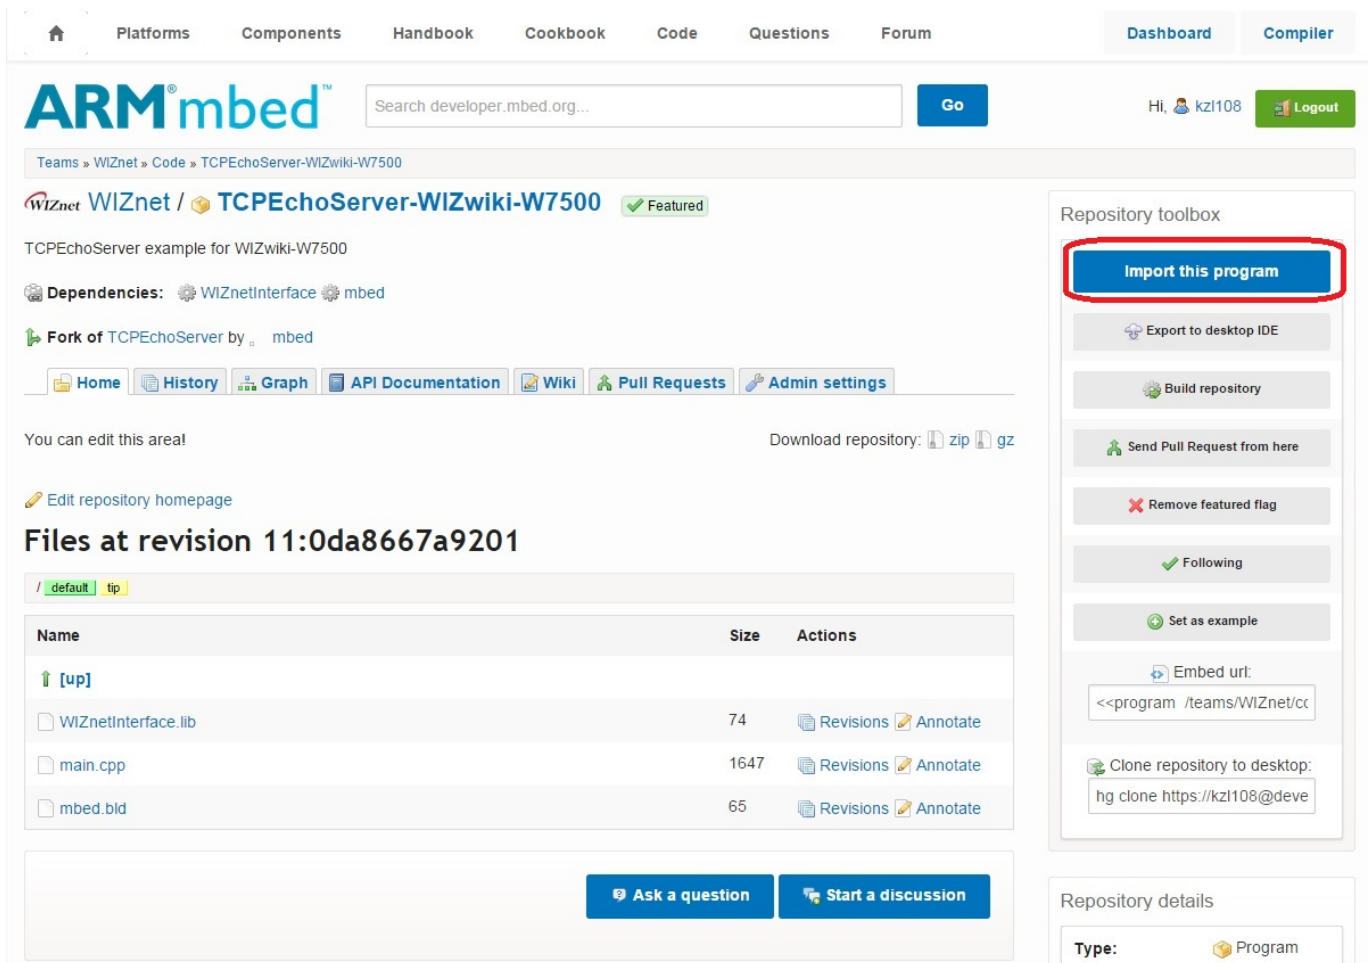 Platforms Components Handbook Cookbook Code Questions Forum Dashboard Compiler
ARM®mbed™ Search developer.mbed.org... Go Hi, kzl108 Logout
Teams » WIZnet » Code » TCPEchoServer-WIZwiki-W7500
WIZnet WIZnet / TCPEchoServer-WIZwiki-W7500 Featured
TCPEchoServer example for WIZwiki-W7500
Dependencies: WIZnetInterface mbed
Fork of TCPEchoServer by mbed
Home History Graph API Documentation Wiki Pull Requests Admin settings
You can edit this area! Download repository: zip gz
Edit repository homepage
Files at revision 11:0da8667a9201
/ default tip
Name Size Actions
[up]
WIZnetInterface.lib 74 Revisions Annotate
main.cpp 1647 Revisions Annotate
mbed.bld 65 Revisions Annotate
Ask a question Start a discussion
Repository toolbox
Import this program
Export to desktop IDE
Build repository
Send Pull Request from here
Remove featured flag
Following
Set as example
Embed url:
<<program /teams/WIZnet/cc
Clone repository to desktop:
hg clone https://kzl108@deve
Repository details
Type: Program